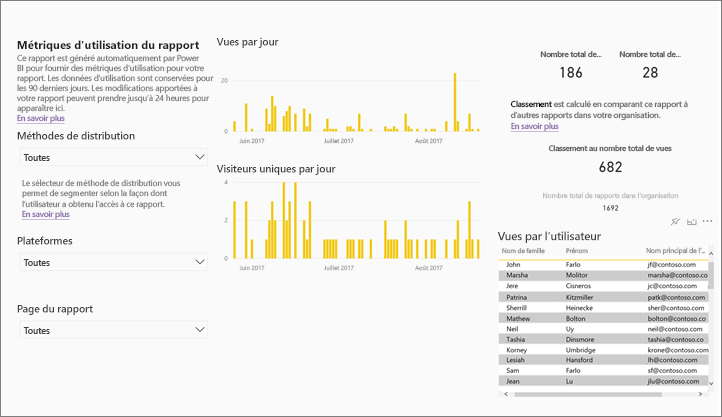 Métriques d’utilisation du rapport
Ce rapport est généré automatiquement par Power
BI pour fournir des métriques d’utilisation pour votre
rapport. Les données d’utilisation sont conservées pour
les 90 derniers jours. Les modifications apportées à
votre rapport peuvent prendre jusqu’à 24 heures pour
apparaître ici.
En savoir plus
Méthodes de distribution
Toutes
Le sélecteur de méthode de distribution vous
permet de segmenter selon la façon dont
l’utilisateur a obtenu l’accès à ce rapport.
En savoir plus
Plateformes
Toutes
Page du rapport
Toutes
Vues par jour
20
0
Juin 2017 Juillet 2017 Août 2017
Visiteurs uniques par jour
4
2
0
Juin 2017 Juillet 2017 Août 2017
Nombre total de... Nombre total de...
186 28
Classement est calculé en comparant ce rapport à
d’autres rapports dans votre organisation.
En savoir plus
Classement au nombre total de vues
682
Nombre total de rapports dans l’organisation
1692
Vues par l’utilisateur
Nom de famille Prénom Nom principal de l’...
John Farlo jf@contoso.com
Marsha Molitor marsha@contoso.com
Jere Cisneros jc@contoso.com
Patrina Kitzmiller patk@contoso.com
Sherrill Heinecke sher@contoso.com
Mathew Bolton bolton@contoso.com
Neil Uy neil@contoso.com
Tashia Dinsmore tashia@contoso.co
Korney Umbridge krone@contoso.com
Lesiah Hansford lh@contoso.com
Sam Farlo sf@contoso.com
Jean Lu jlu@contoso.com